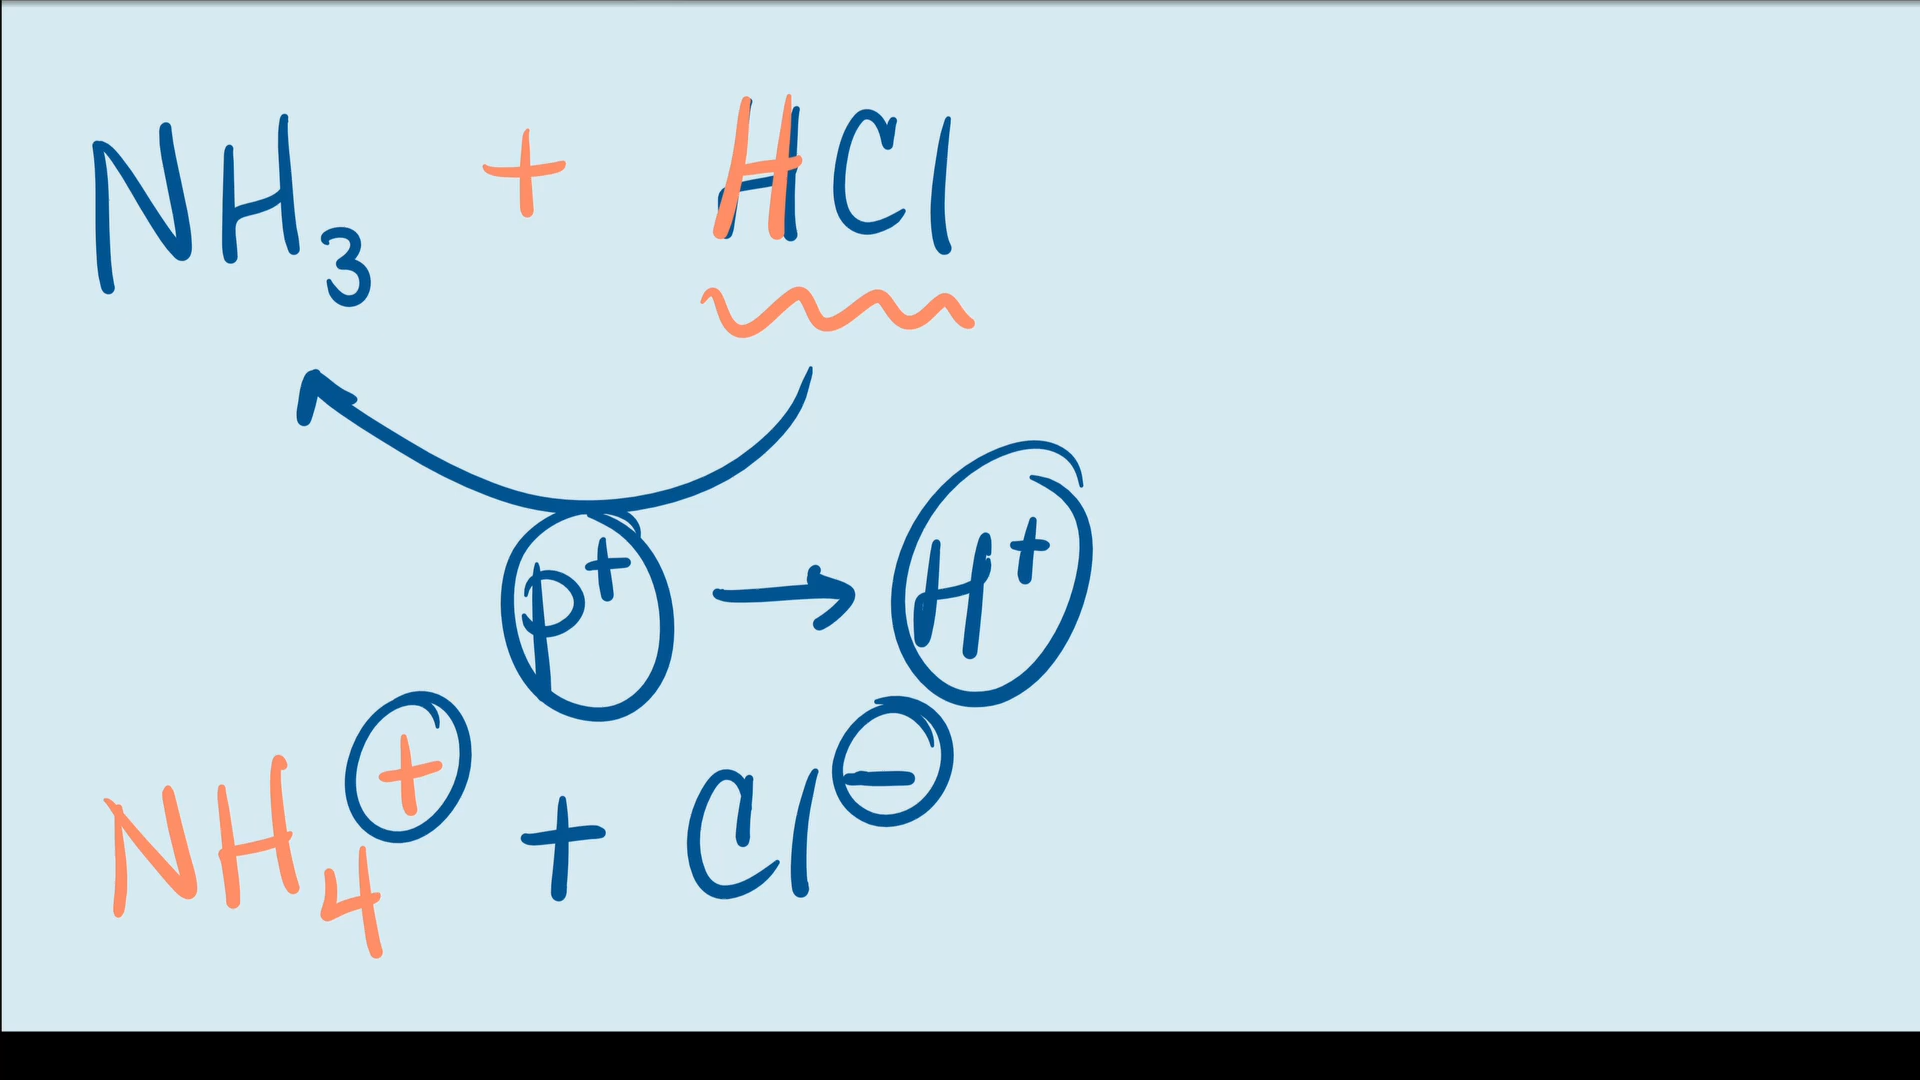 NH₃ + HCl
p⁺ → H⁺
NH₄⁺ + Cl⁻